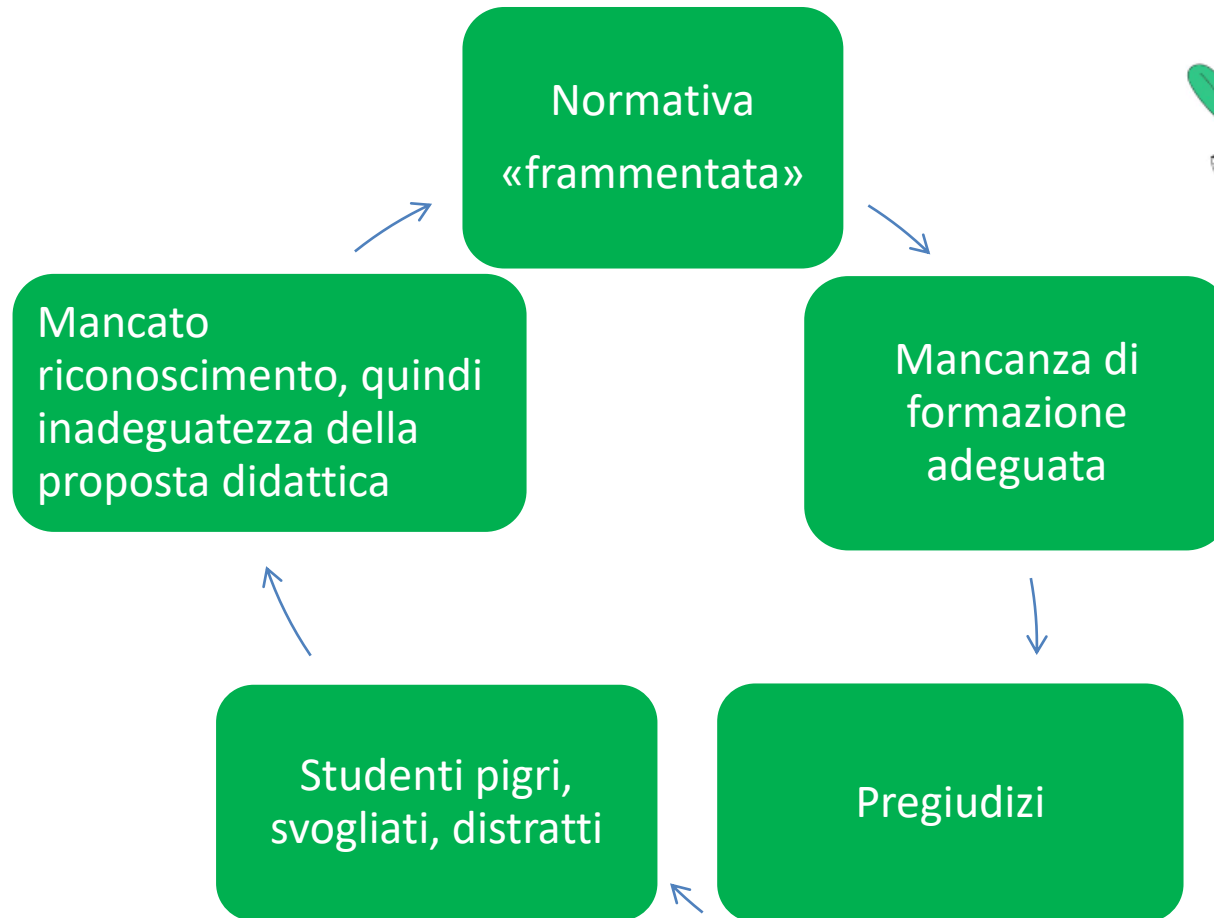 Normativa
«frammentata»
Mancanza di
formazione
adeguata
Pregiudizi
Studenti pigri,
svogliati, distratti
Mancato
riconoscimento, quindi
inadeguatezza della
proposta didattica